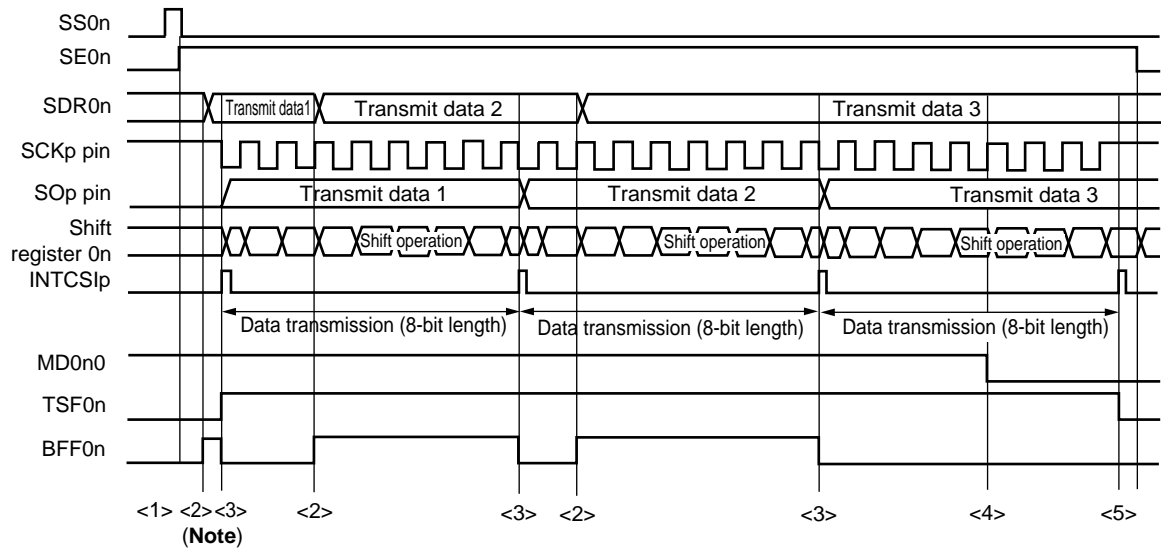 SS0n
SE0n
SDR0n
Transmit data1 Transmit data 2 Transmit data 3
SCKp pin
SOp pin
Transmit data 1 Transmit data 2 Transmit data 3
Shift
register 0n
Shift operation Shift operation Shift operation
INTCSIp
Data transmission (8-bit length) Data transmission (8-bit length) Data transmission (8-bit length)
MD0n0
TSF0n
BFF0n
<1> <2> <3> <2> <3> <2> <3> <4> <5>
(Note)